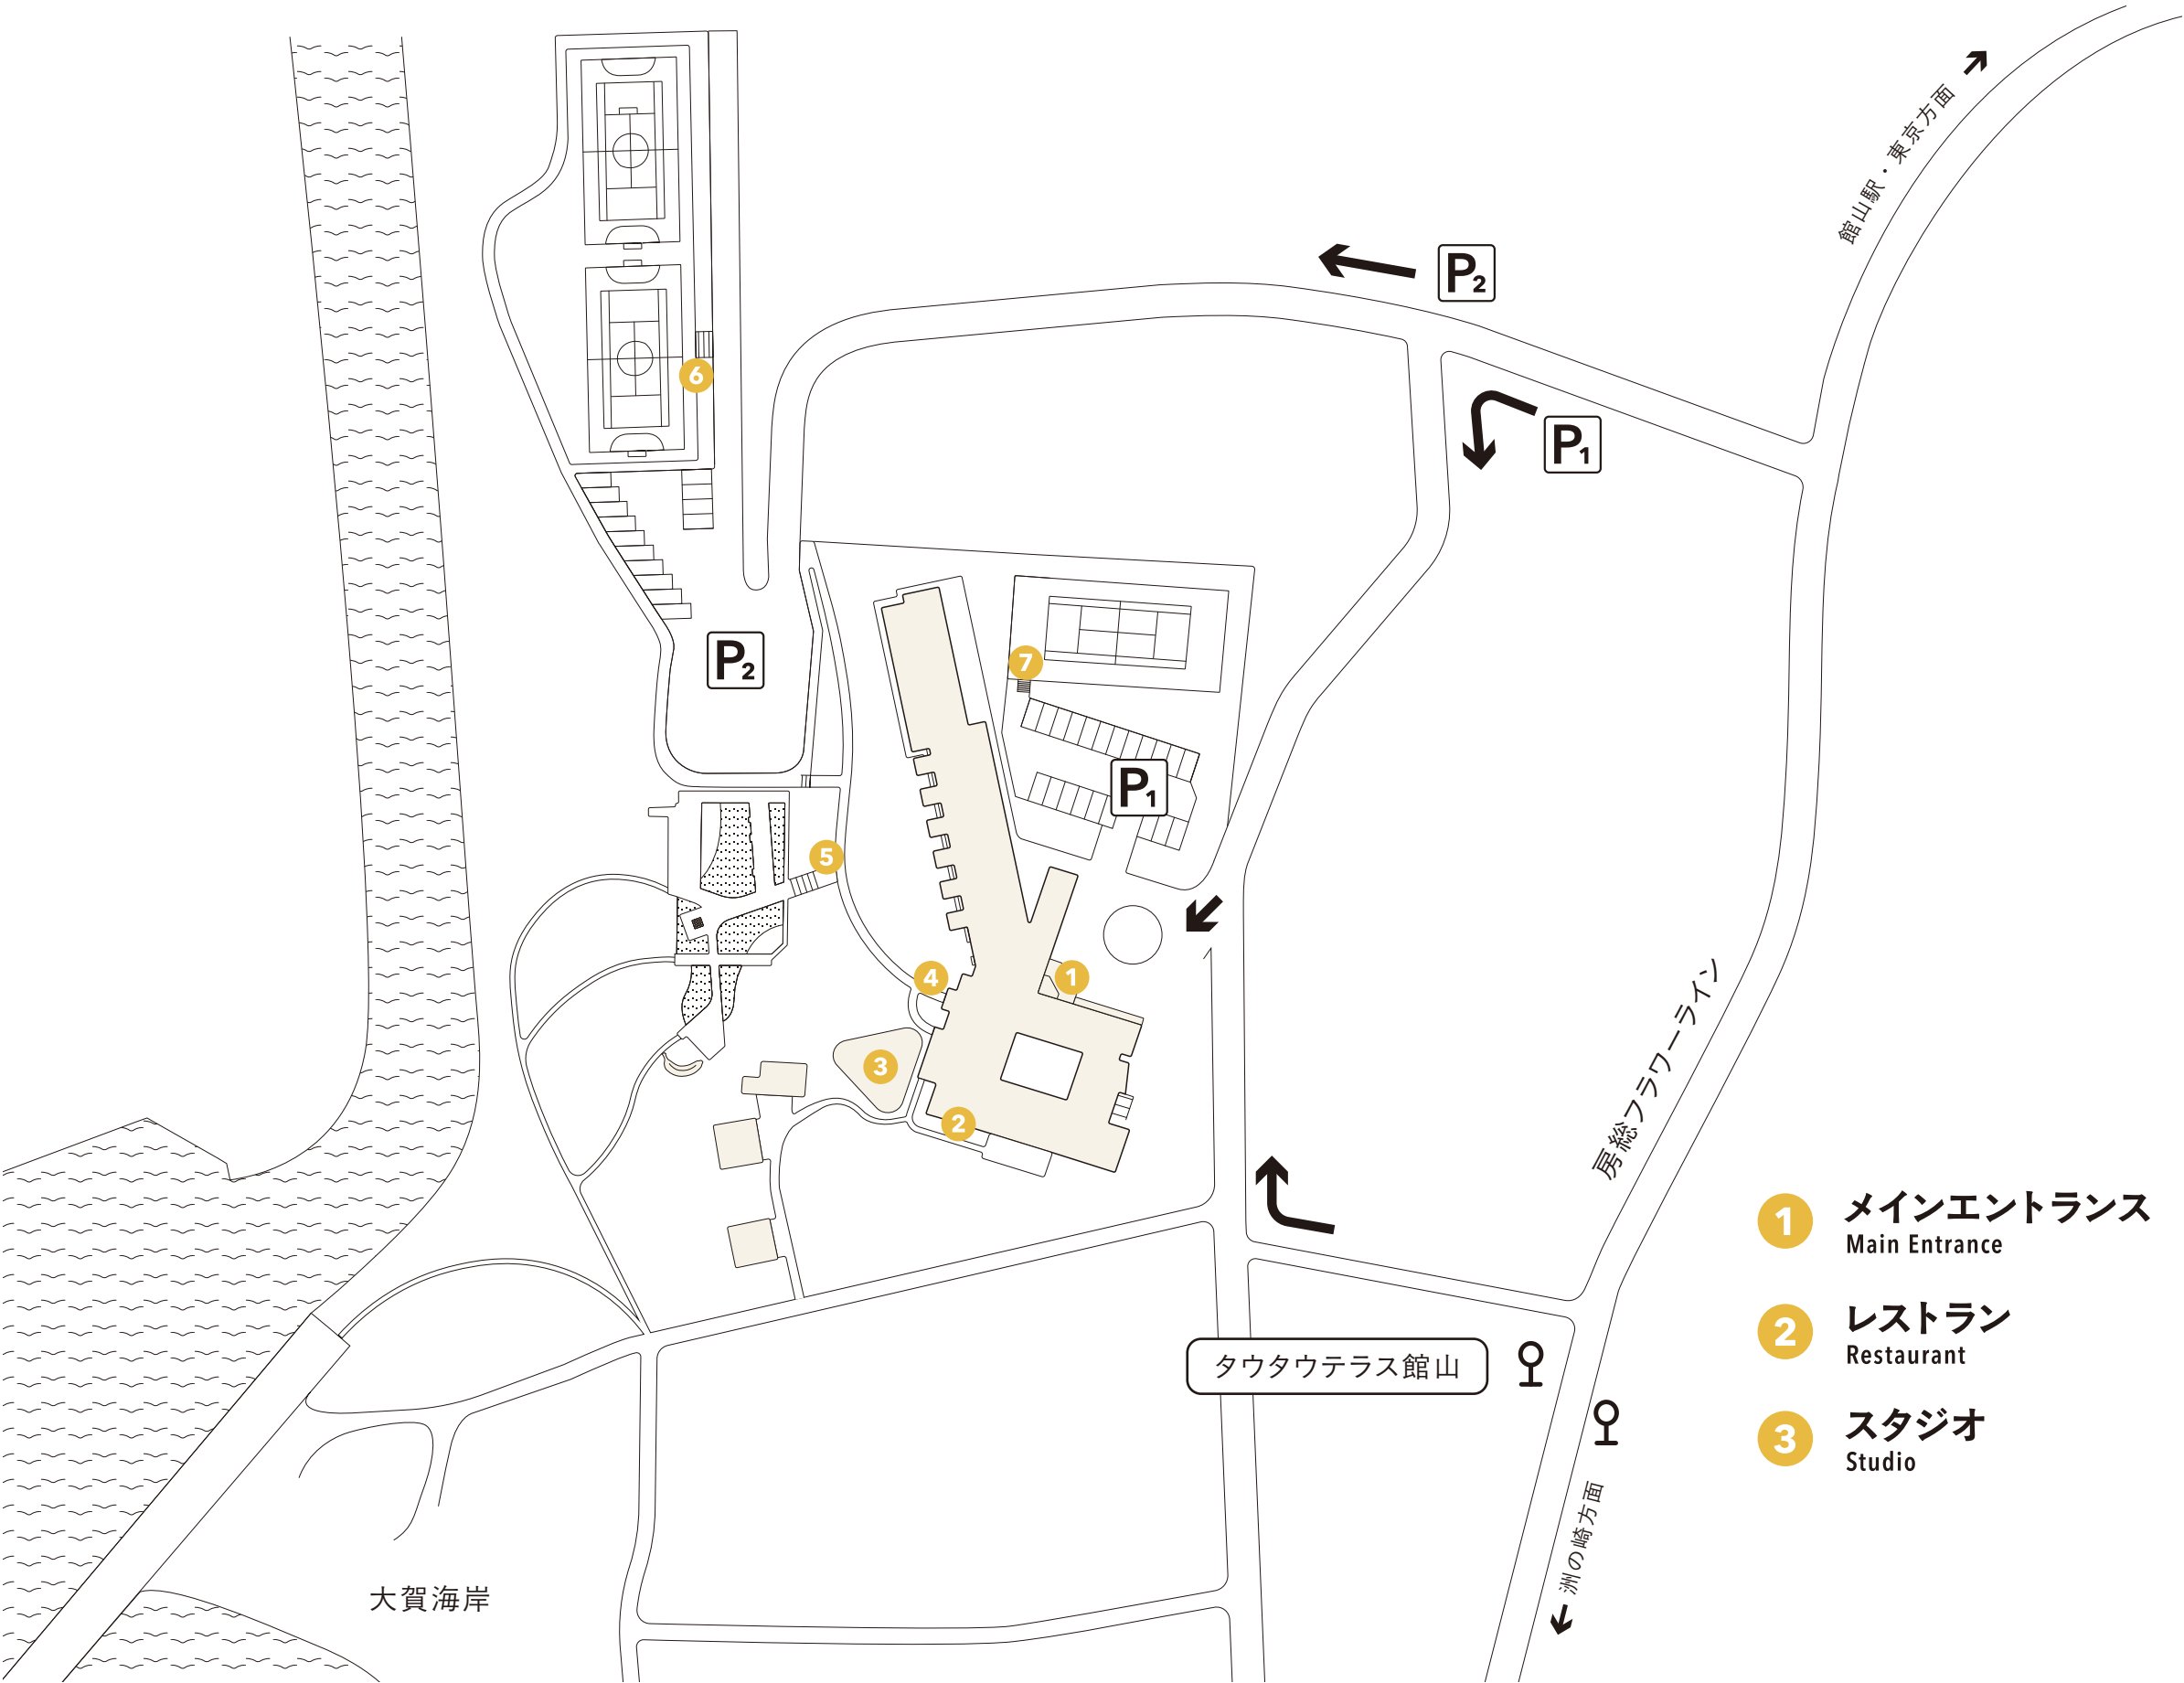 館山駅・東京方面
P2
P1
6
7
P2
P1
5
4
1
3
2
房総フラワーライン
タウタウテラス館山
洲の崎方面
大賀海岸
1 メインエントランス
Main Entrance
2 レストラン
Restaurant
3 スタジオ
Studio